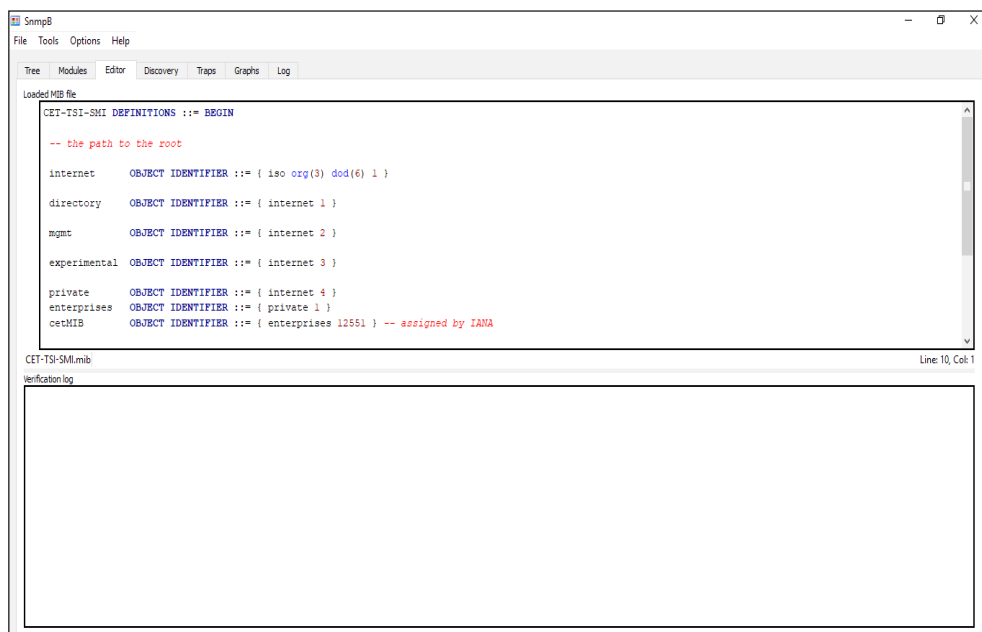 SnmpB
File Tools Options Help
Tree Modules Editor Discovery Traps Graphs Log
Loaded MIB file
CET-TSI-SMI DEFINITIONS ::= BEGIN
-- the path to the root
internet OBJECT IDENTIFIER ::= { iso org(3) dod(6) 1 }
directory OBJECT IDENTIFIER ::= { internet 1 }
mgmt OBJECT IDENTIFIER ::= { internet 2 }
experimental OBJECT IDENTIFIER ::= { internet 3 }
private OBJECT IDENTIFIER ::= { internet 4 }
enterprises OBJECT IDENTIFIER ::= { private 1 }
cetMIB OBJECT IDENTIFIER ::= { enterprises 12551 } -- assigned by IANA
CET-TSI-SMI.mib Line: 10, Col: 1
Verification log